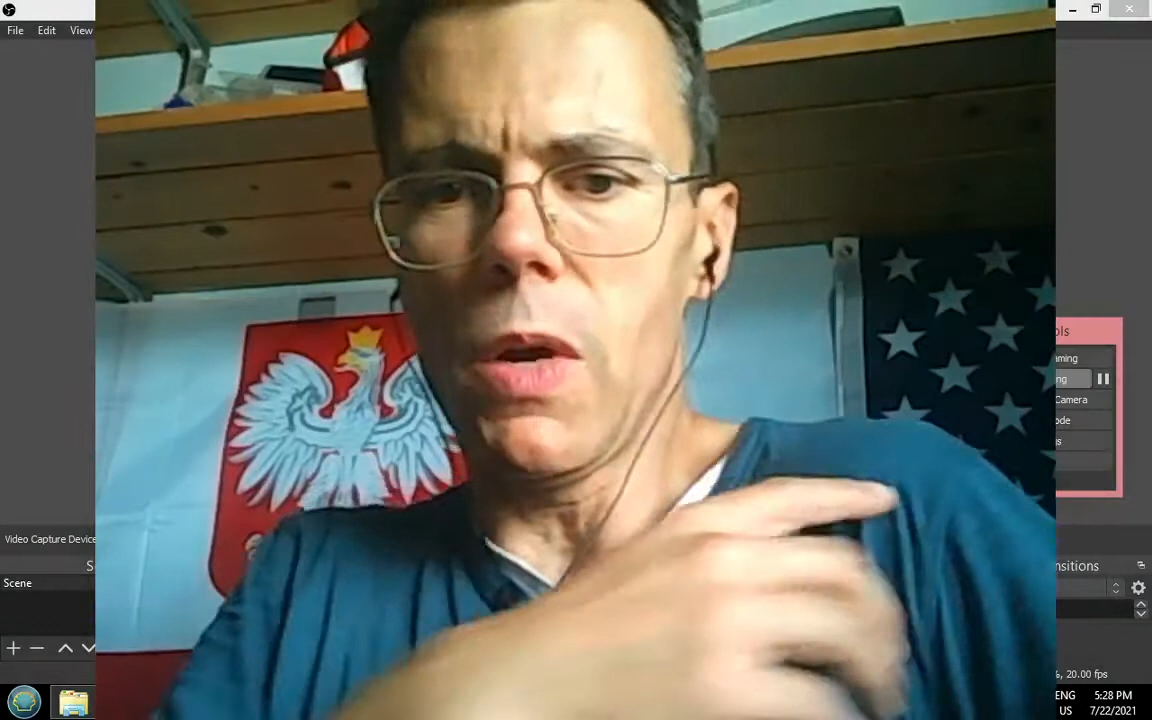 File Edit View
ols
ming
ng
Camera
ode
s
Video Capture Device
S
nsitions
Scene
%, 20.00 fps
ENG
5:28 PM
US
7/22/2021